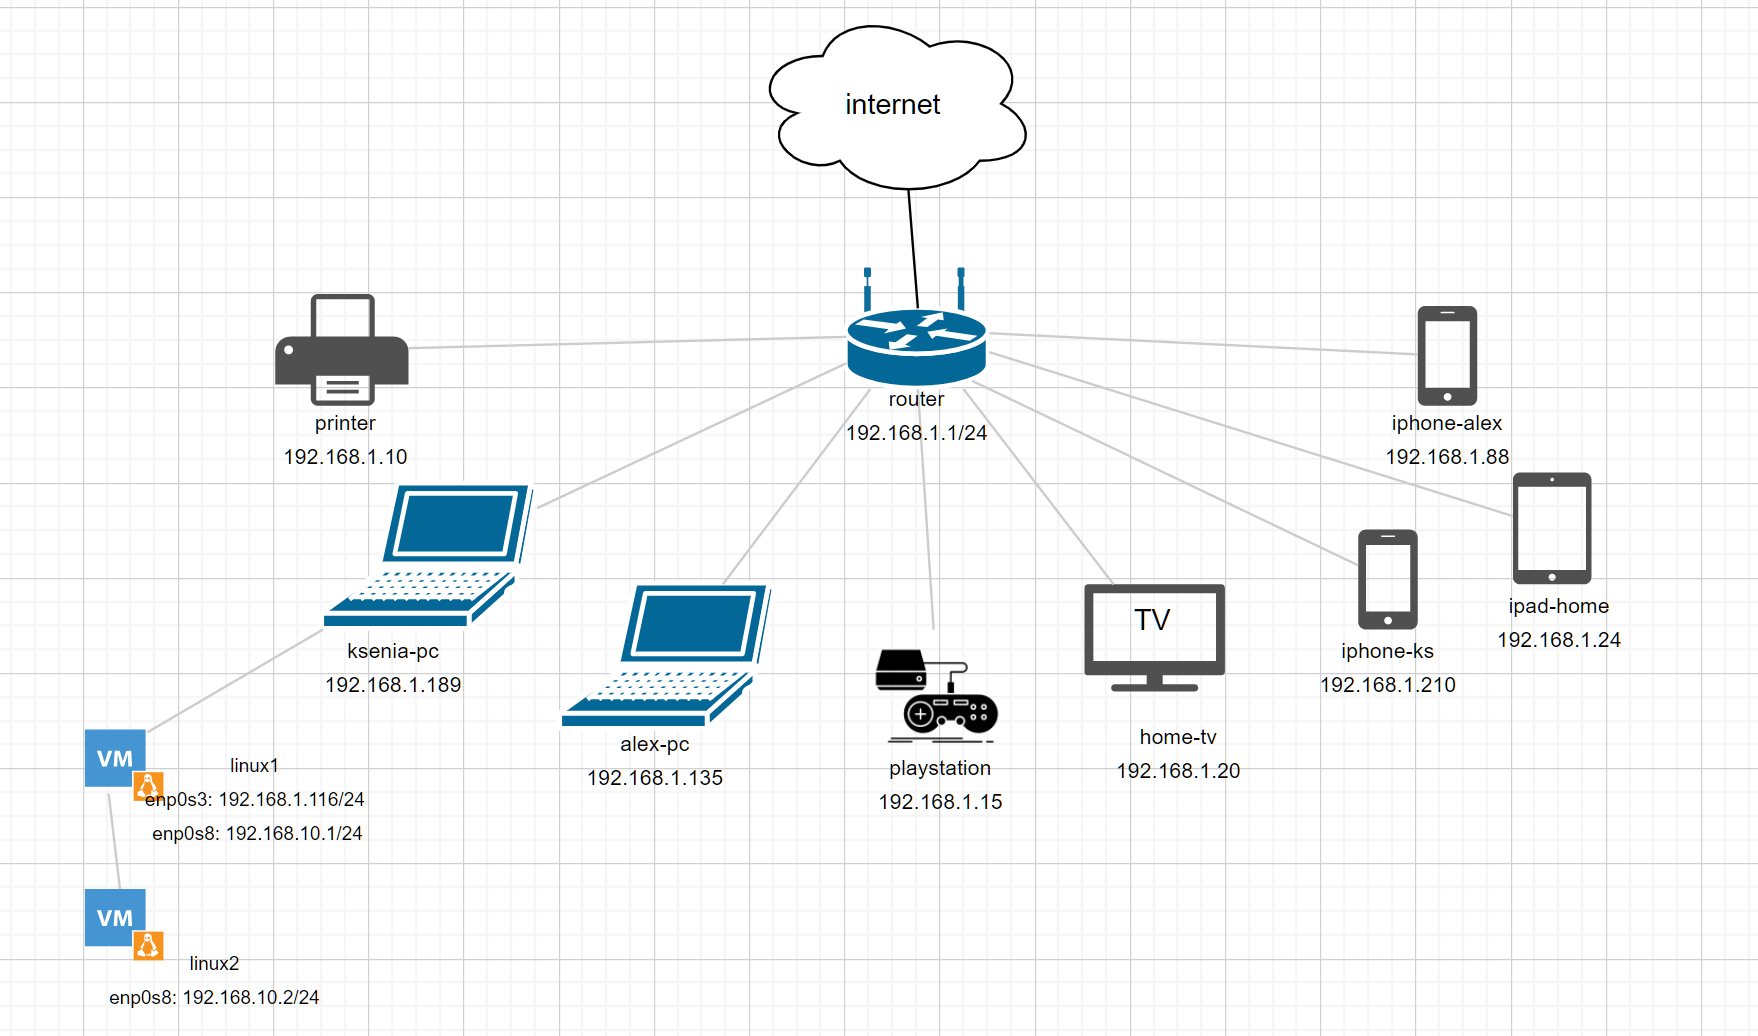 internet
router
192.168.1.1/24
printer
192.168.1.10
iphone-alex
192.168.1.88
ksenia-pc
192.168.1.189
alex-pc
192.168.1.135
playstation
192.168.1.15
TV
home-tv
192.168.1.20
iphone-ks
192.168.1.210
ipad-home
192.168.1.24
VM
linux1
enp0s3: 192.168.1.116/24
enp0s8: 192.168.10.1/24
VM
linux2
enp0s8: 192.168.10.2/24